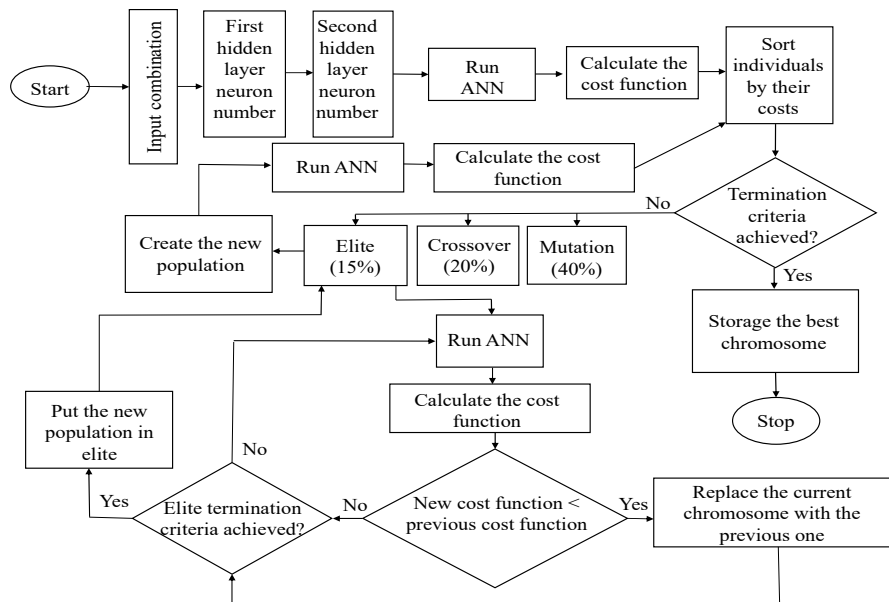 Start
Input combination
First
hidden
layer
neuron
number
Second
hidden
layer
neuron
number
Run
ANN
Calculate the
cost function
Sort
individuals
by their
costs
Run ANN
Calculate the cost
function
Termination
criteria
achieved?
No
Yes
Create the new
population
Elite
(15%)
Crossover
(20%)
Mutation
(40%)
Storage the best
chromosome
Stop
Run ANN
Calculate the cost
function
Put the new
population in
elite
No
Yes
Elite termination
criteria achieved?
No
New cost function <
previous cost function
Yes
Replace the current
chromosome with the
previous one